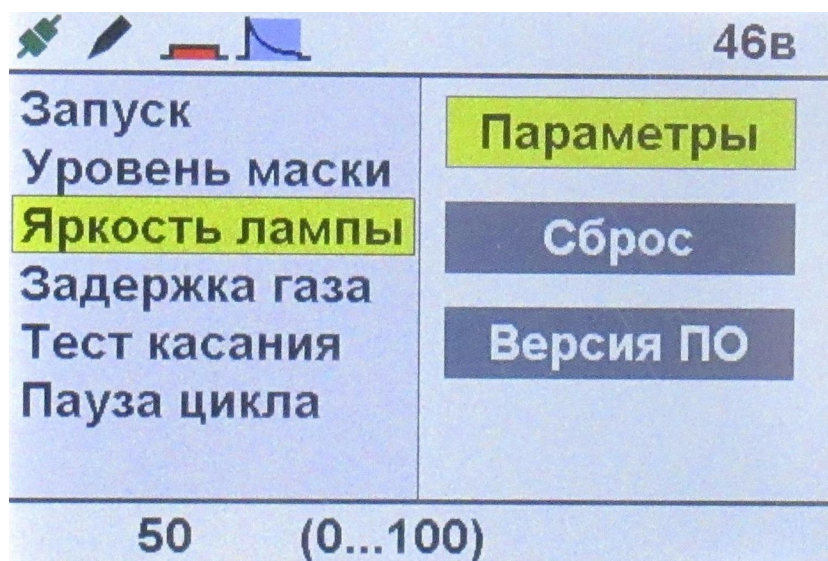 46в
Запуск
Уровень маски
Яркость лампы
Задержка газа
Тест касания
Пауза цикла
Параметры
Сброс
Версия ПО
50 (0...100)